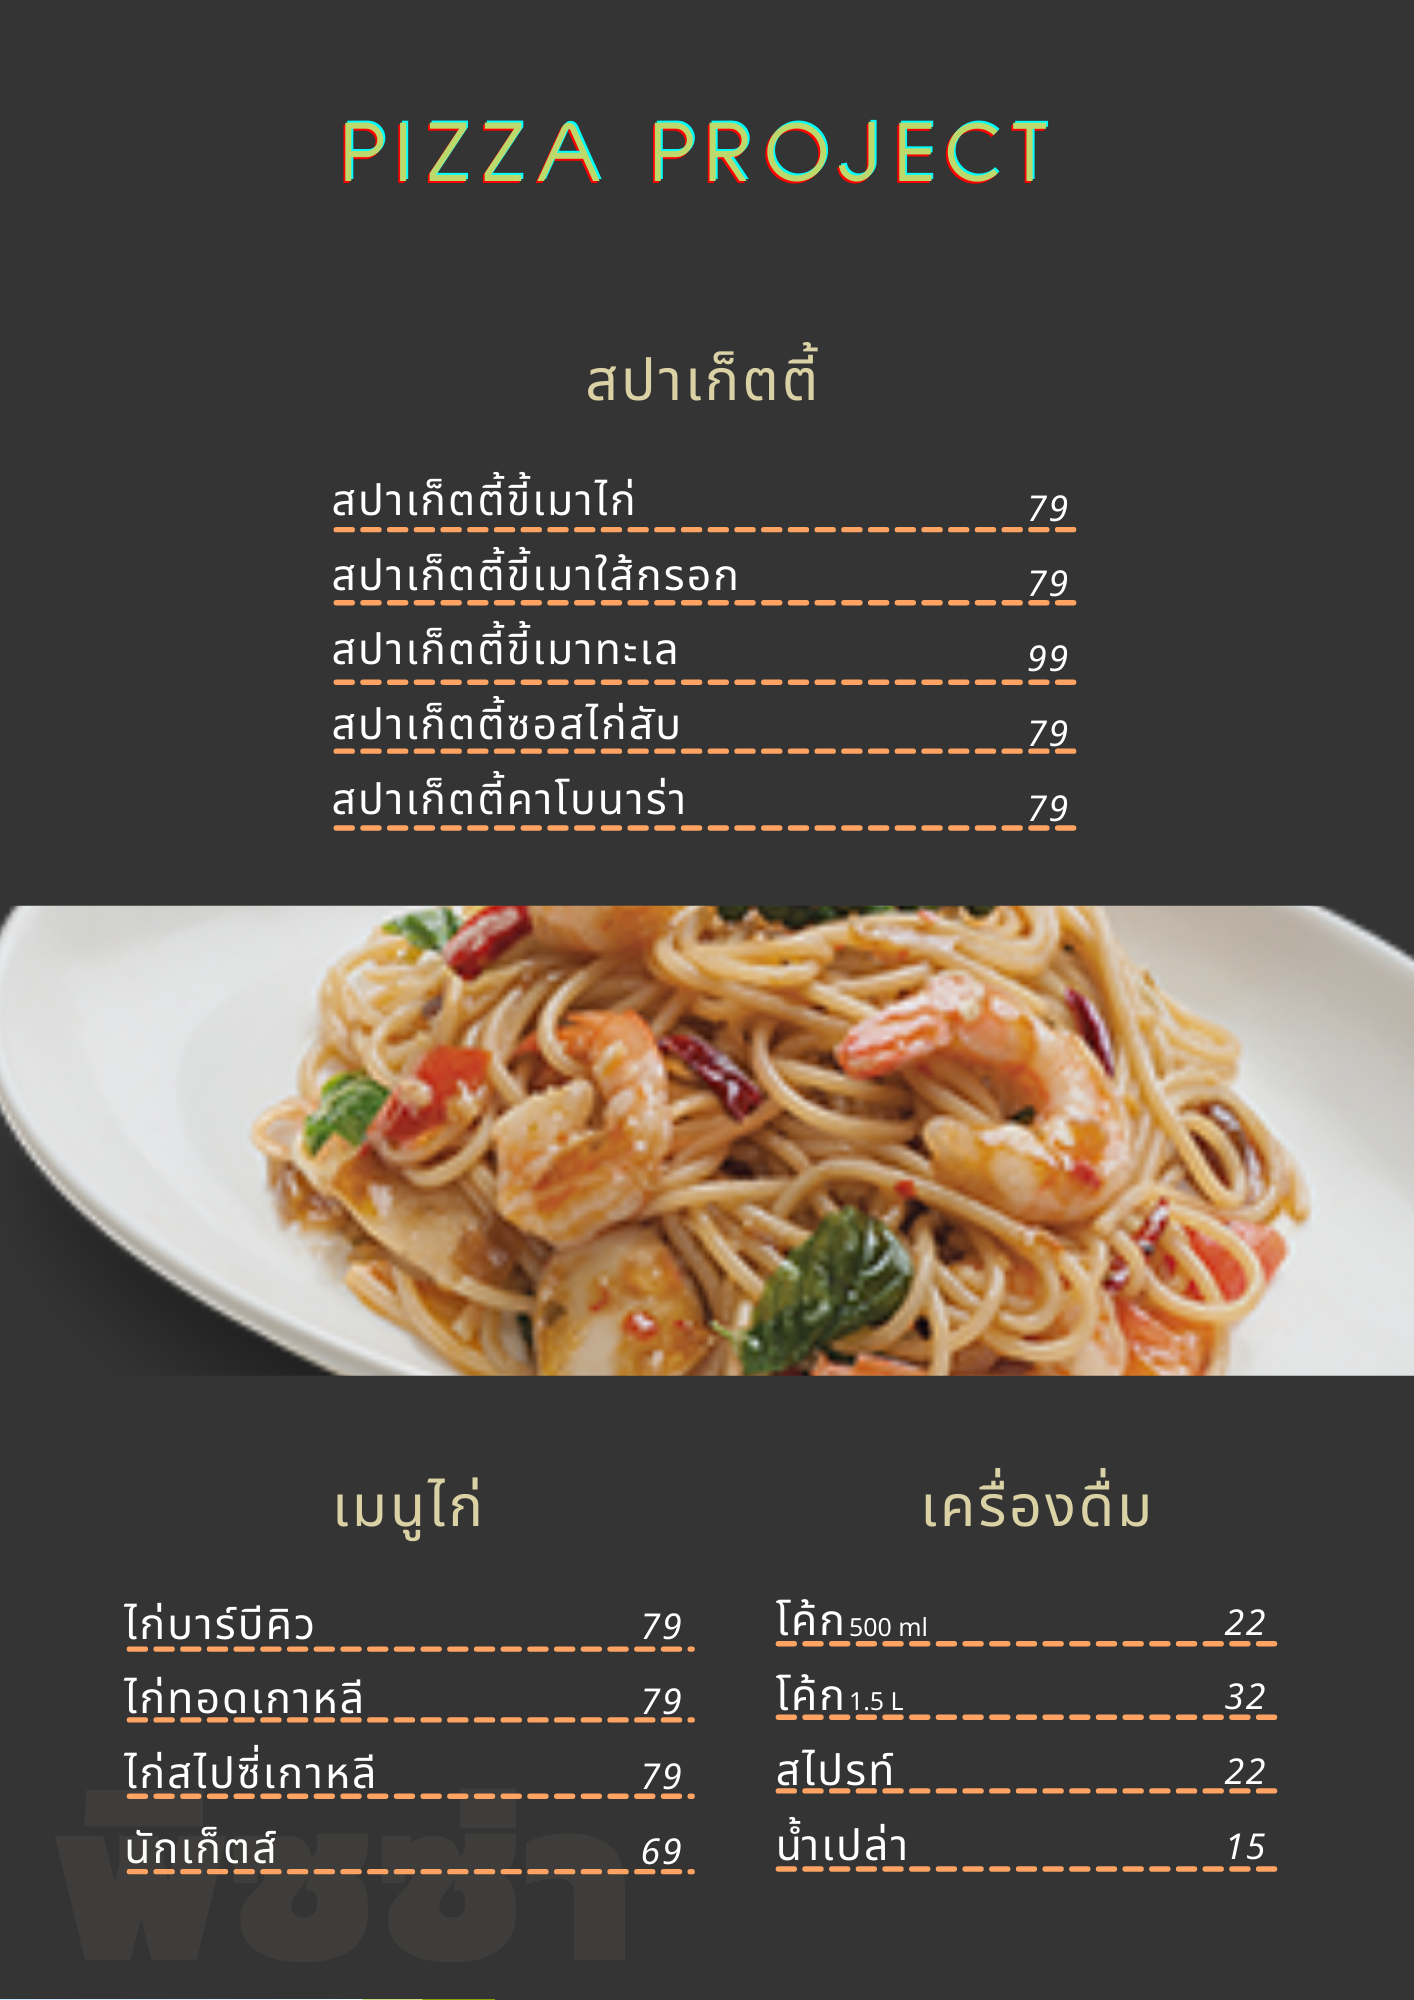 PIZZA PROJECT
สปาเก็ตตี้
สปาเก็ตตี้ขี้เมาไก่ 79
สปาเก็ตตี้ขี้เมาใส้กรอก 79
สปาเก็ตตี้ขี้เมาทะเล 99
สปาเก็ตตี้ซอสไก่สับ 79
สปาเก็ตตี้คาโบนาร่า 79
เมนูไก่
ไก่บาร์บีคิว 79
ไก่ทอดเกาหลี 79
ไก่สไปซี่เกาหลี 79
นักเก็ตส์ 69
พิซซ่า
เครื่องดื่ม
โค้ก 500 ml 22
โค้ก 1.5 L 32
สไปรท์ 22
น้ำเปล่า 15